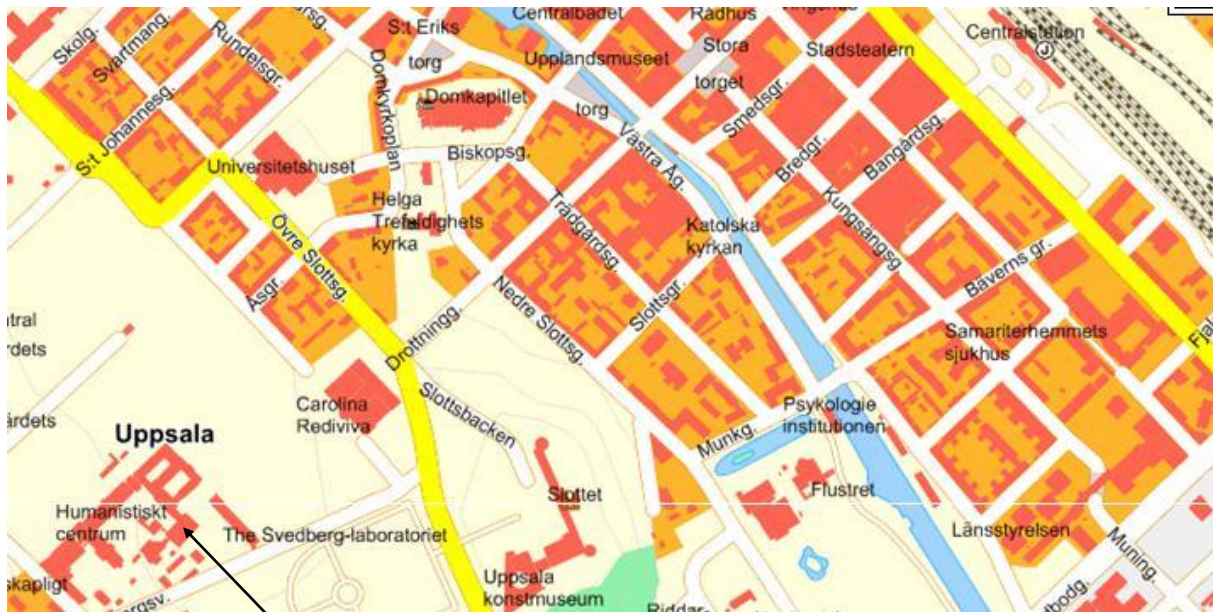 Centralbadet
Rådhus
S:t Eriks
torg
Upplandsmuseet
Stora
torget
Stadsteatern
Centralstation
Skolg.
Svartmang.
Rundelsgr.
Domkyrkoplan
Domkapitlet
torg
Västra Åg.
Smedsgr.
S:t Johannesg.
Universitetshuset
Biskopsg.
Bredgr.
Bangårdsg.
Helga
Trefaldighets
kyrka
Trädgårdsg.
Katolska
kyrkan
Kungsängsg.
Övre Slottsg.
Åsgr.
Bäverns gr.
Nedre Slottsg.
Slottsgr.
Drottningg.
Samariterhemmets
sjukhus
Carolina
Rediviva
Slottsbacken
Psykologie
institutionen
Munkg.
Uppsala
Slottet
Flustret
Humanistiskt
centrum
The Svedberg-laboratoriet
Länsstyrelsen
Muning.
Uppsala
konstmuseum